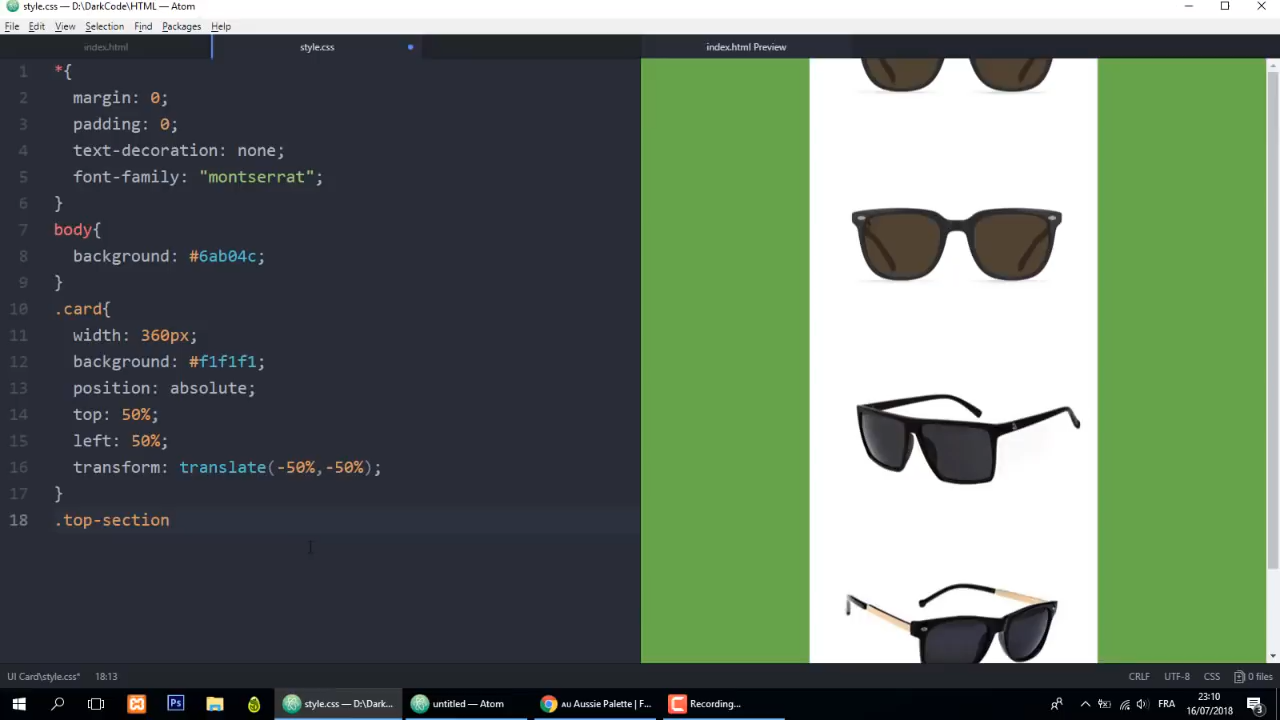 style.css — D:\DarkCode\HTML — Atom
File Edit View Selection Find Packages Help
index.html style.css index.html Preview
1 *{
2 margin: 0;
3 padding: 0;
4 text-decoration: none;
5 font-family: "montserrat";
6 }
7 body{
8 background: #6ab04c;
9 }
10 .card{
11 width: 360px;
12 background: #f1f1f1;
13 position: absolute;
14 top: 50%;
15 left: 50%;
16 transform: translate(-50%,-50%);
17 }
18 .top-section
UI Card\style.css* 18:13 CRLF UTF-8 CSS 0 files
style.css — D:\Dark... untitled — Atom AU Aussie Palette | F... Recording... FRA 23:10
16/07/2018 3